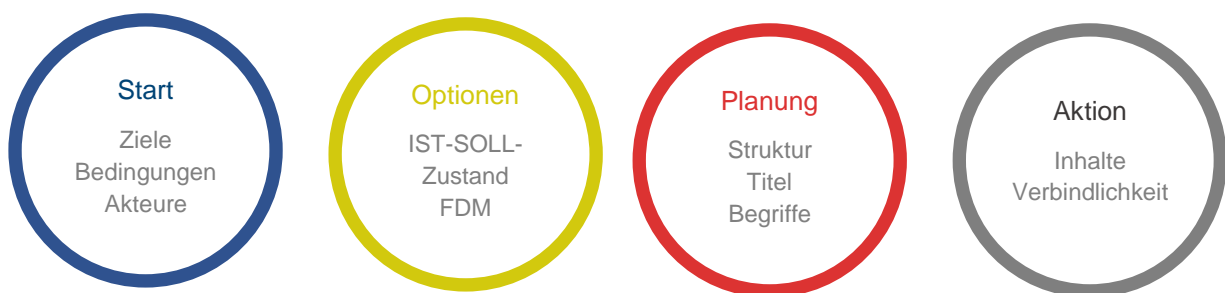 Start
Ziele
Bedingungen
Akteure
Optionen
IST-SOLL-
Zustand
FDM
Planung
Struktur
Titel
Begriffe
Aktion
Inhalte
Verbindlichkeit